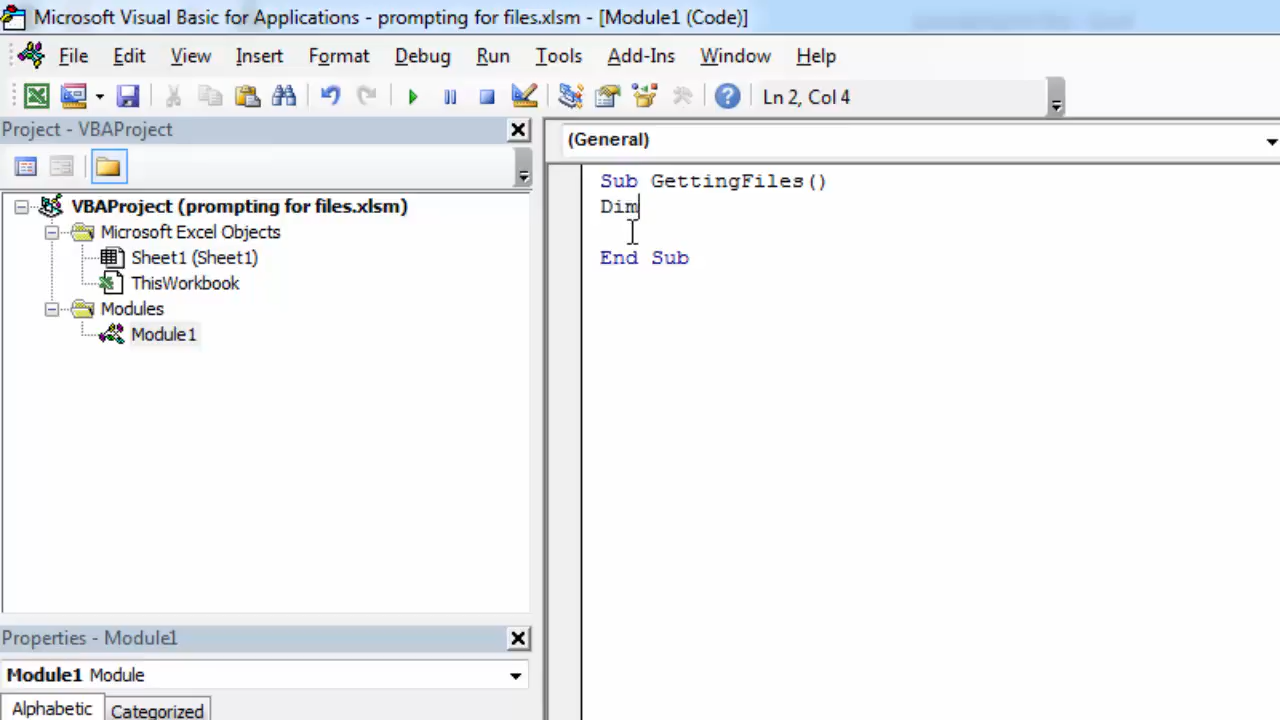 Microsoft Visual Basic for Applications - prompting for files.xlsm - [Module1 (Code)]
File Edit View Insert Format Debug Run Tools Add-Ins Window Help
Ln 2, Col 4
Project - VBAProject
(General)
VBAProject (prompting for files.xlsm)
Microsoft Excel Objects
Sheet1 (Sheet1)
ThisWorkbook
Modules
Module1
Sub GettingFiles()
Dim
End Sub
Properties - Module1
Module1 Module
Alphabetic Categorized